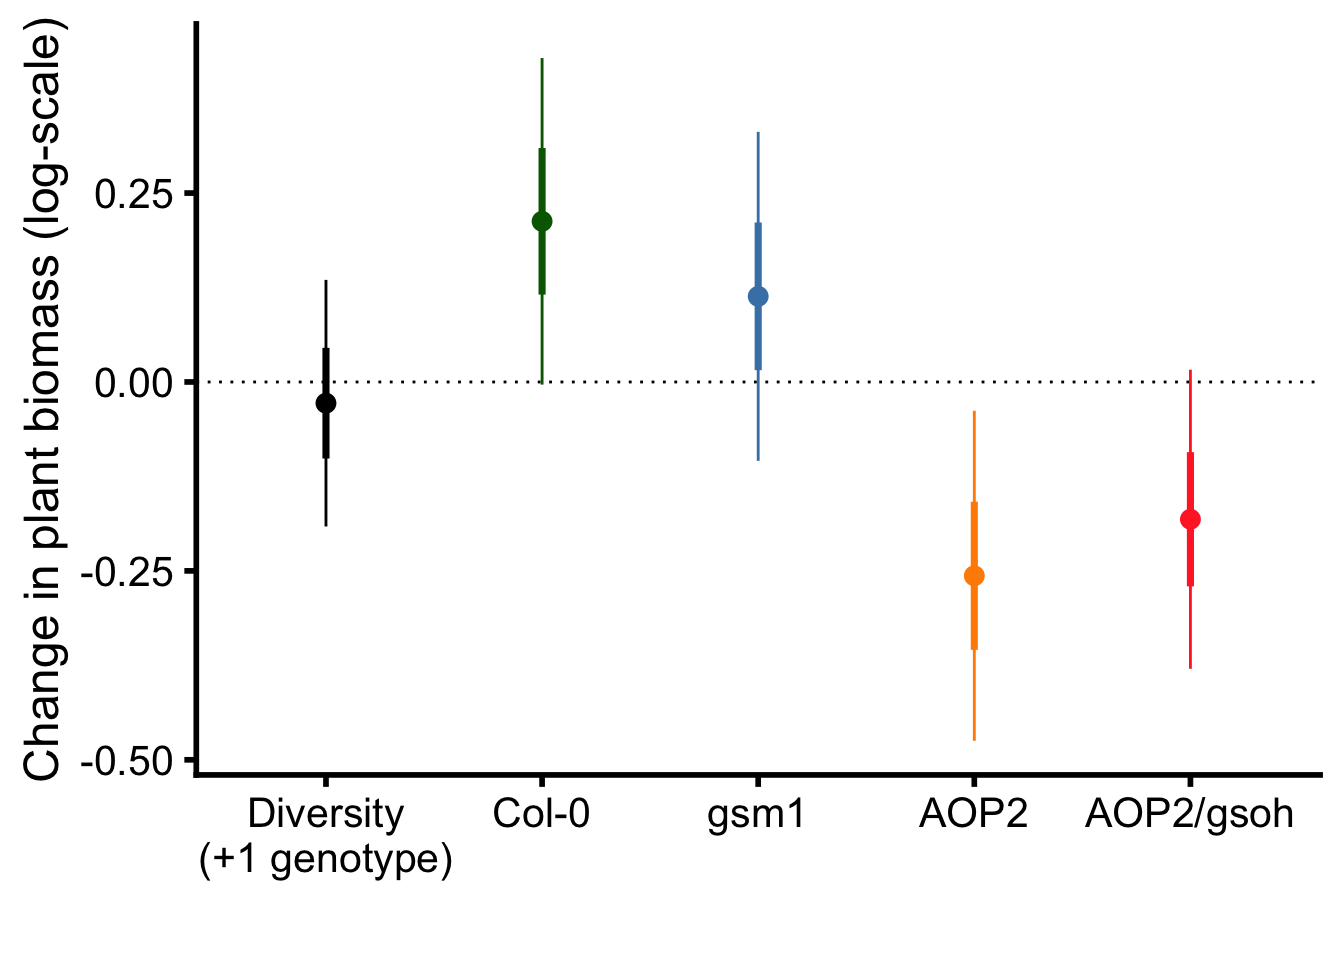 Change in plant biomass (log-scale)
0.25
0.00
-0.25
-0.50
Diversity
(+1 genotype)
Col-0
gsm1
AOP2
AOP2/gsoh